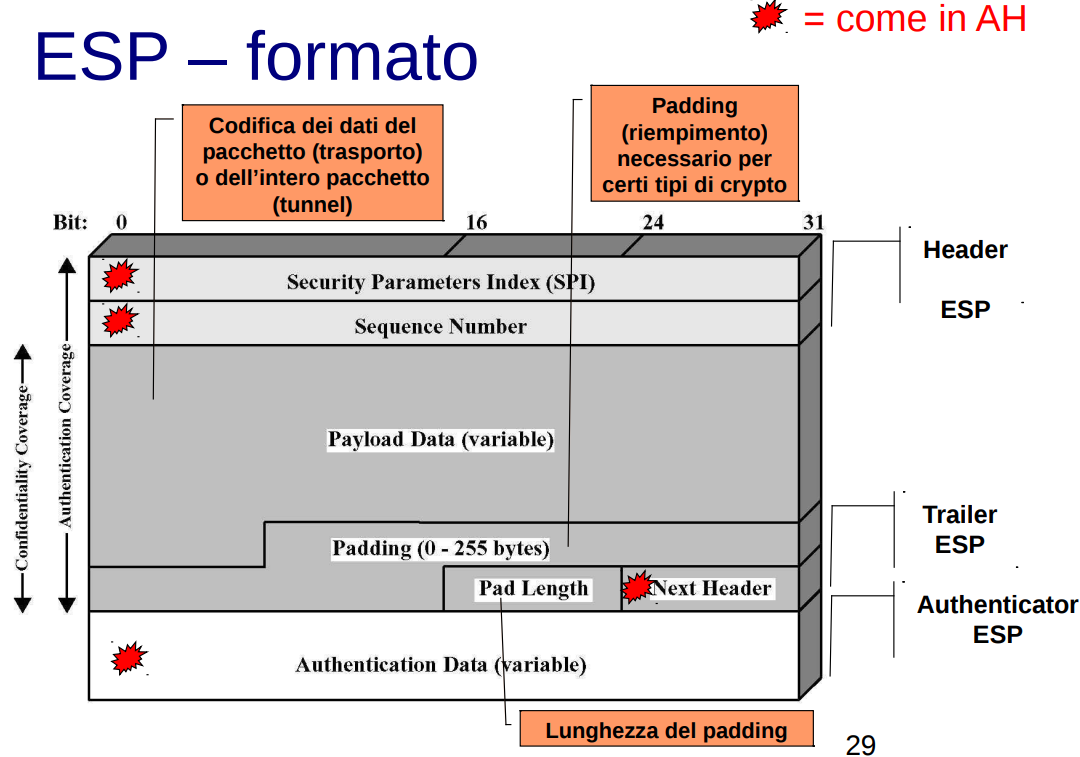 = come in AH
ESP – formato
Codifica dei dati del
pacchetto (trasporto)
o dell’intero pacchetto
(tunnel)
Padding
(riempimento)
necessario per
certi tipi di crypto
Bit: 0 16 24 31
Header
ESP
Security Parameters Index (SPI)
Sequence Number
Confidentiality Coverage
Authentication Coverage
Payload Data (variable)
Trailer
ESP
Padding (0 - 255 bytes)
Pad Length Next Header
Authenticator
ESP
Authentication Data (variable)
Lunghezza del padding
29